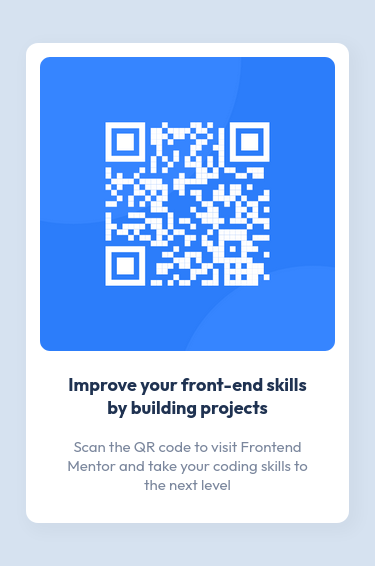 Improve your front-end skills
by building projects
Scan the QR code to visit Frontend
Mentor and take your coding skills to
the next level